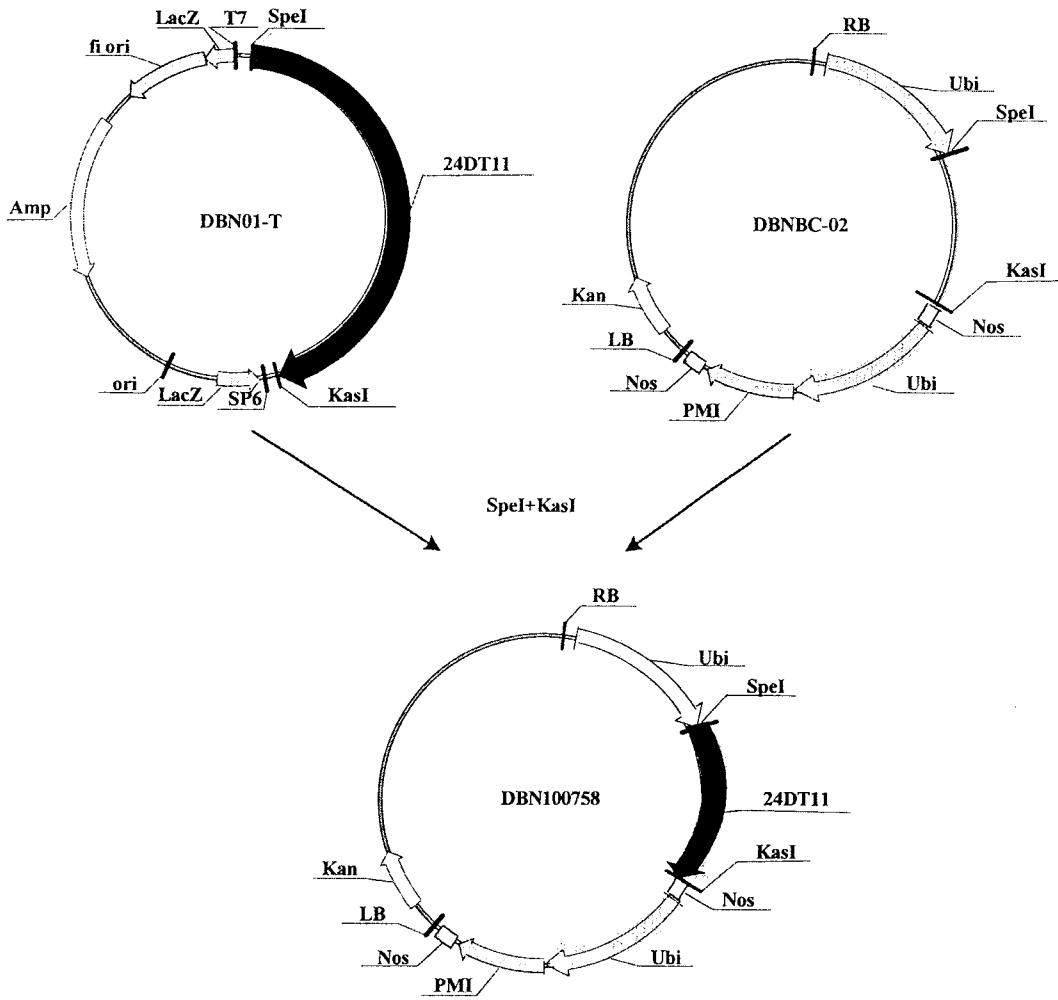 LacZ
T7
SpeI
fi ori
24DT11
Amp
DBN01-T
ori
LacZ
SP6
KasI
RB
Ubi
SpeI
DBNBC-02
KasI
Nos
Kan
LB
Nos
PMI
Ubi
SpeI+KasI
RB
Ubi
SpeI
DBN100758
24DT11
KasI
Nos
Kan
LB
Nos
PMI
Ubi